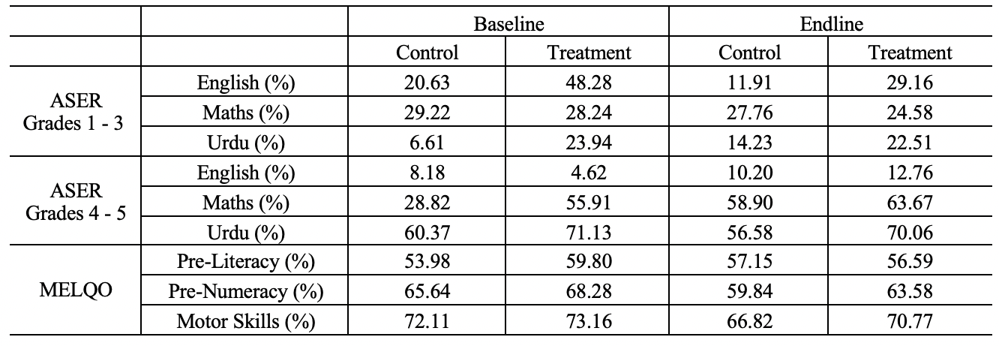 Baseline Endline
Control Treatment Control Treatment
ASER Grades 1 - 3 English (%) 20.63 48.28 11.91 29.16
Maths (%) 29.22 28.24 27.76 24.58
Urdu (%) 6.61 23.94 14.23 22.51
ASER Grades 4 - 5 English (%) 8.18 4.62 10.20 12.76
Maths (%) 28.82 55.91 58.90 63.67
Urdu (%) 60.37 71.13 56.58 70.06
MELQO Pre-Literacy (%) 53.98 59.80 57.15 56.59
Pre-Numeracy (%) 65.64 68.28 59.84 63.58
Motor Skills (%) 72.11 73.16 66.82 70.77